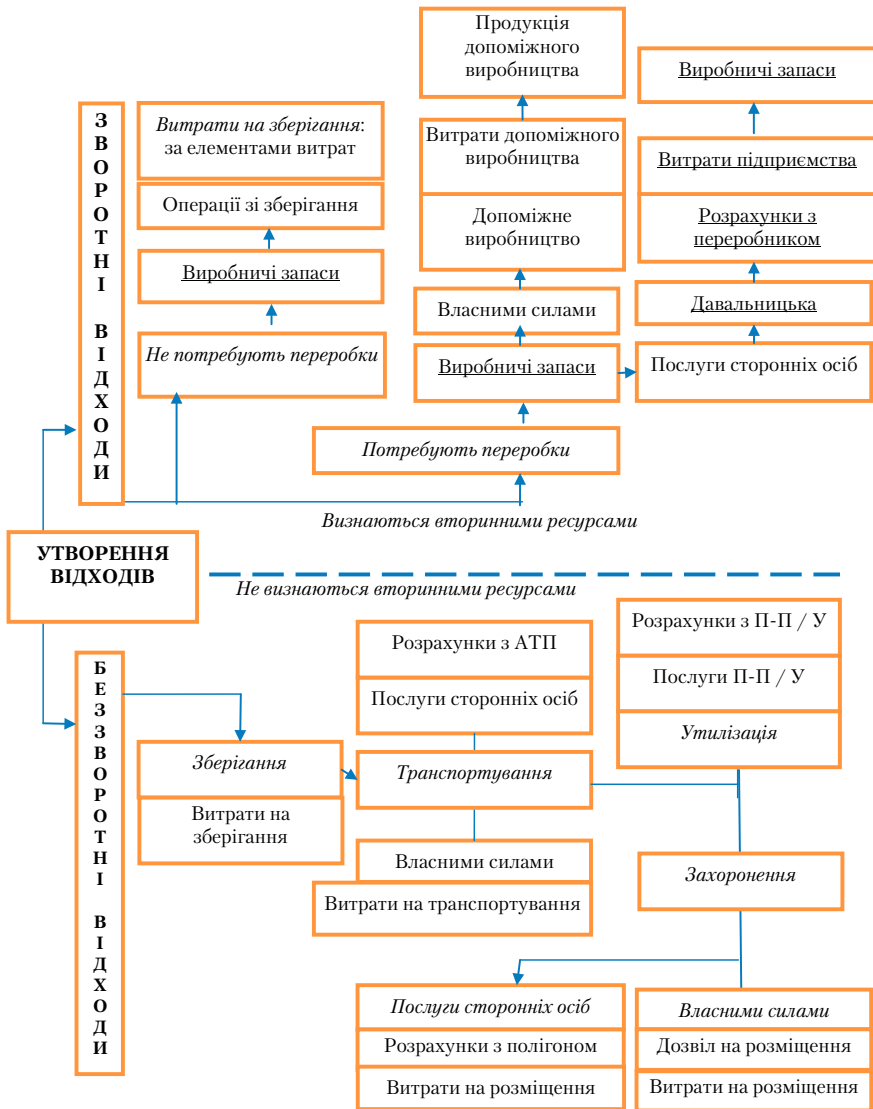 Продукція
допоміжного
виробництва
Виробничі запаси
ЗВОРОТНІ ВІДХОДИ
Витрати на зберігання:
за елементами витрат
Витрати допоміжного
виробництва
Витрати підприємства
Операції зі зберігання
Допоміжне
виробництво
Розрахунки з
переробником
Виробничі запаси
Власними силами
Давальницька
Не потребують переробки
Виробничі запаси
Послуги сторонніх осіб
Потребують переробки
Визнаються вторинними ресурсами
УТВОРЕННЯ
ВІДХОДІВ
Не визнаються вторинними ресурсами
БЕЗЗВОРОТНІ ВІДХОДИ
Розрахунки з АТП
Розрахунки з П-П / У
Послуги сторонніх осіб
Послуги П-П / У
Утилізація
Зберігання
Транспортування
Витрати на
зберігання
Власними силами
Витрати на транспортування
Захоронення
Послуги сторонніх осіб
Власними силами
Розрахунки з полігоном
Дозвіл на розміщення
Витрати на розміщення
Витрати на розміщення